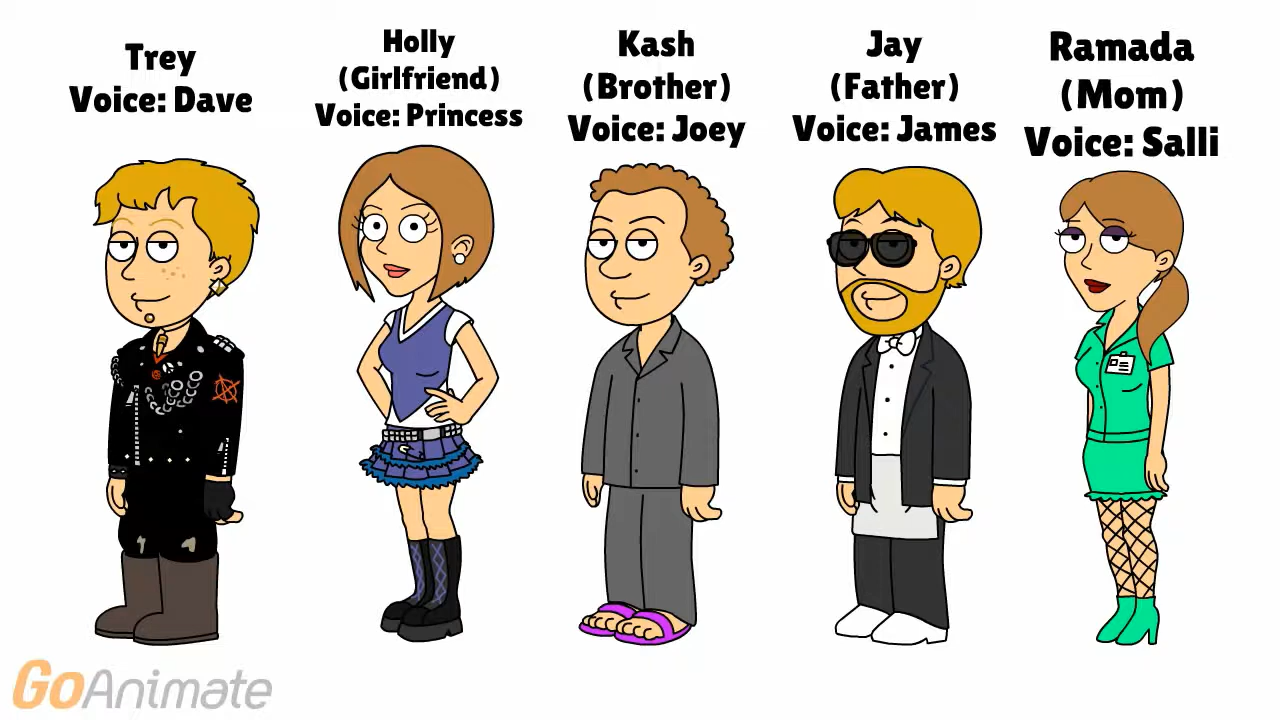 Trey
Voice: Dave
Holly
(Girlfriend)
Voice: Princess
Kash
(Brother)
Voice: Joey
Jay
(Father)
Voice: James
Ramada
(Mom)
Voice: Salli
GoAnimate